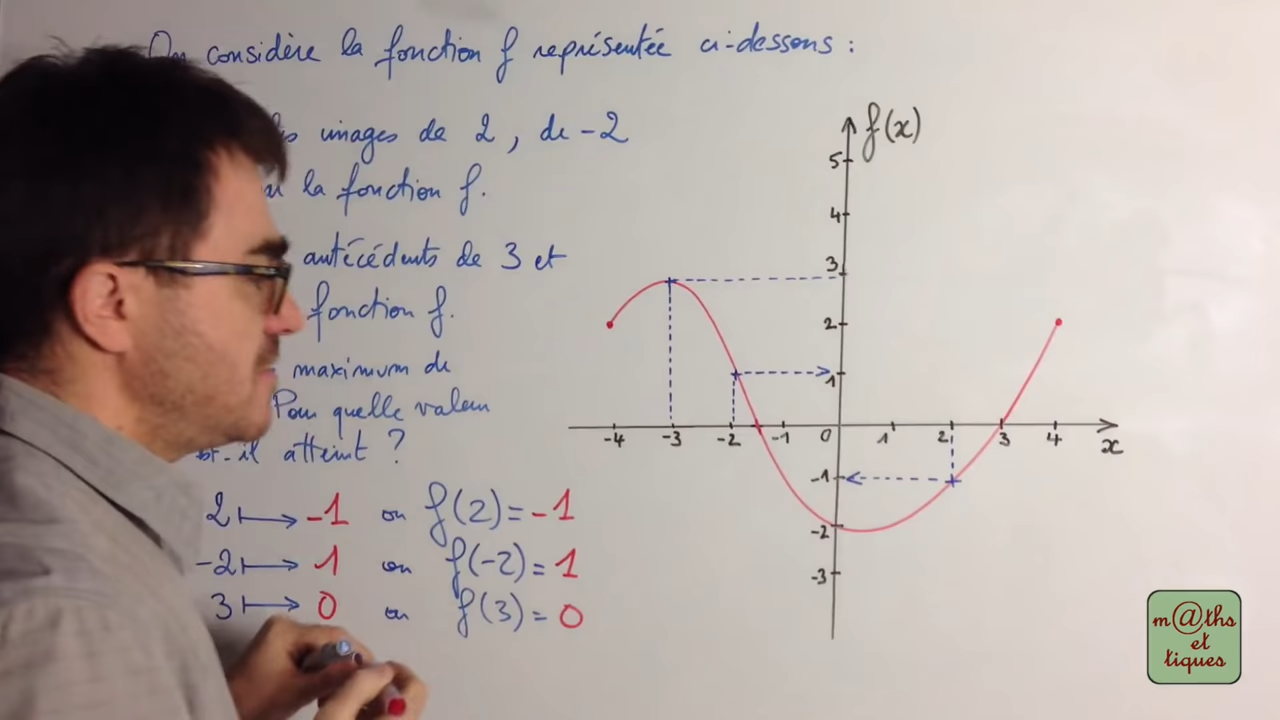 On considère la fonction f représentée ci-dessous :
images de 2, de -2
la fonction f.
antécédents de 3 et
fonction f.
maximum de
Pour quelle valeur
-il atteint ?
2 ⟼ -1 ou f(2) = -1
-2 ⟼ 1 ou f(-2) = 1
3 ⟼ 0 ou f(3) = 0
f(x)
5
4
3
2
1
-4 -3 -2 -1 0 1 2 3 4 x
-1
-2
-3
m@ths
et
tiques